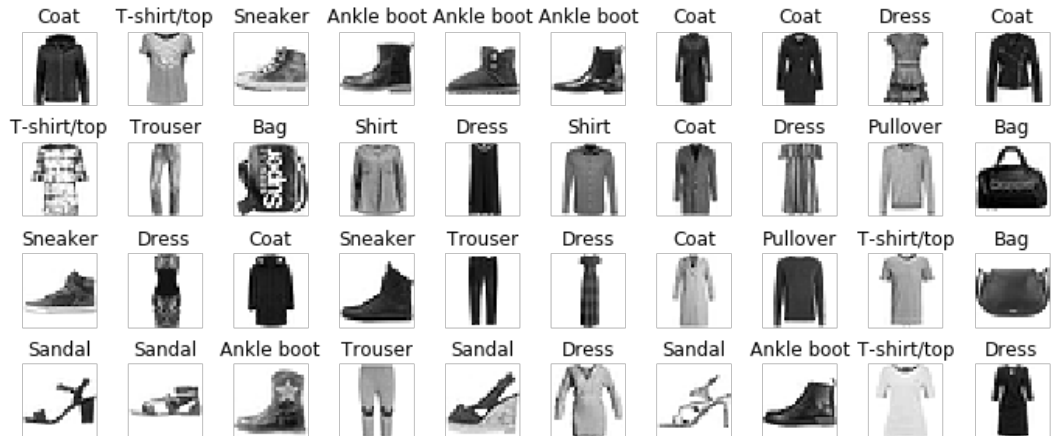 Coat T-shirt/top Sneaker Ankle boot Ankle boot Ankle boot Coat Coat Dress Coat
T-shirt/top Trouser Bag Shirt Dress Shirt Coat Dress Pullover Bag
Super
Sneaker Dress Coat Sneaker Trouser Dress Coat Pullover T-shirt/top Bag
Sandal Sandal Ankle boot Trouser Sandal Dress Sandal Ankle boot T-shirt/top Dress